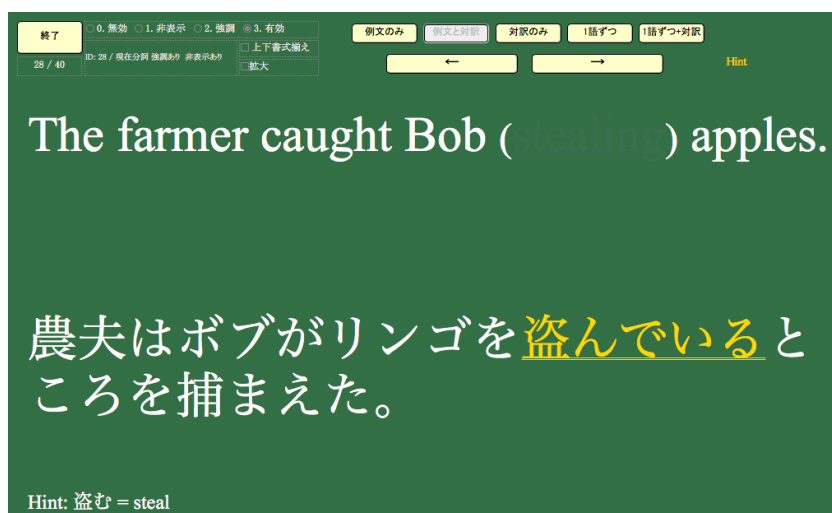 終了
0. 無効 1. 非表示 2. 強調 3. 有効
例文のみ 例文と対訳 対訳のみ 1語ずつ 1語ずつ+対訳
上下書式揃え
28 / 40
ID: 28 / 現在分詞 強調あり 非表示あり
拡大
← →
Hint
The farmer caught Bob (stealing) apples.
農夫はボブがリンゴを盗んでいると
ころを捕まえた。
Hint: 盗む = steal